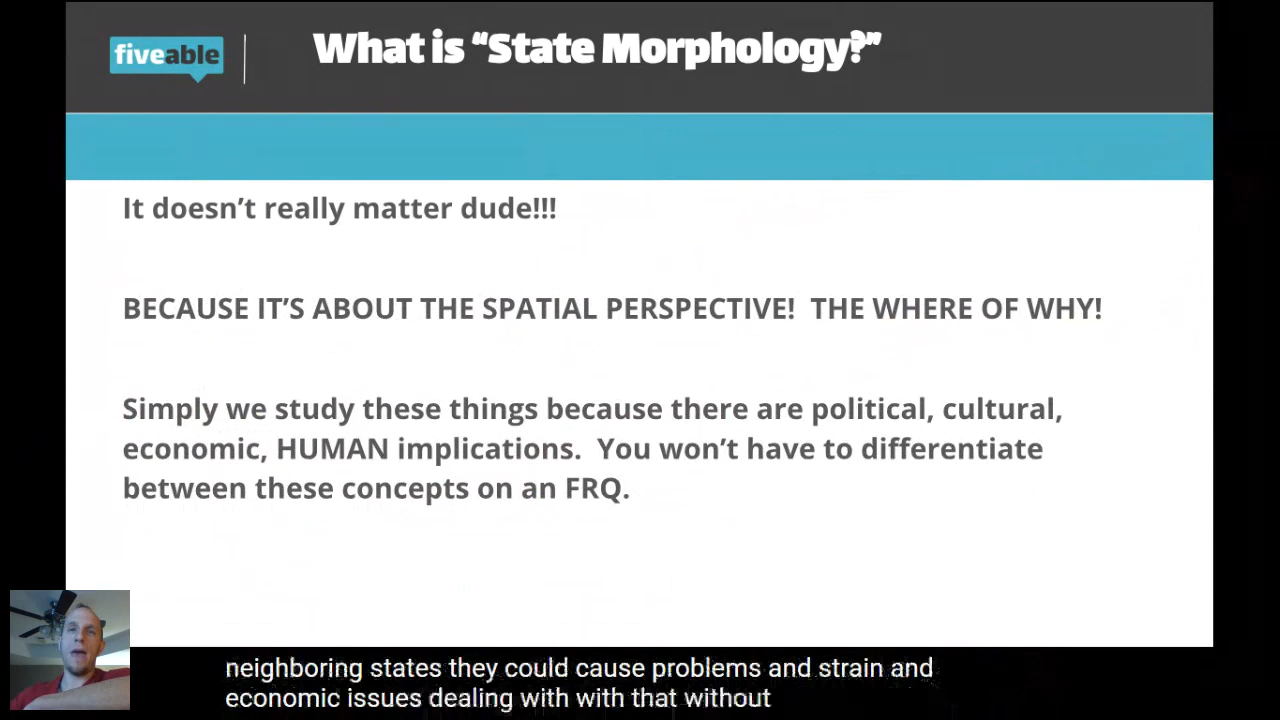 fiveable
What is “State Morphology?”
It doesn’t really matter dude!!!
BECAUSE IT’S ABOUT THE SPATIAL PERSPECTIVE!  THE WHERE OF WHY!
Simply we study these things because there are political, cultural,
economic, HUMAN implications.  You won’t have to differentiate
between these concepts on an FRQ.
neighboring states they could cause problems and strain and
economic issues dealing with with that without